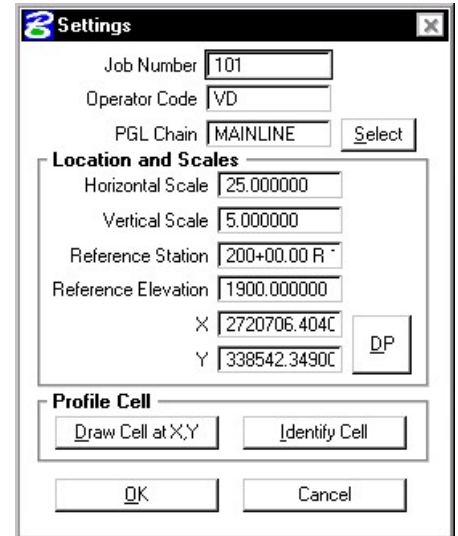 Settings
Job Number 101
Operator Code VD
PGL Chain MAINLINE Select
Location and Scales
Horizontal Scale 25.000000
Vertical Scale 5.000000
Reference Station 200+00.00 R
Reference Elevation 1900.000000
X 2720706.4040
Y 338542.34900
DP
Profile Cell
Draw Cell at X,Y Identify Cell
OK Cancel